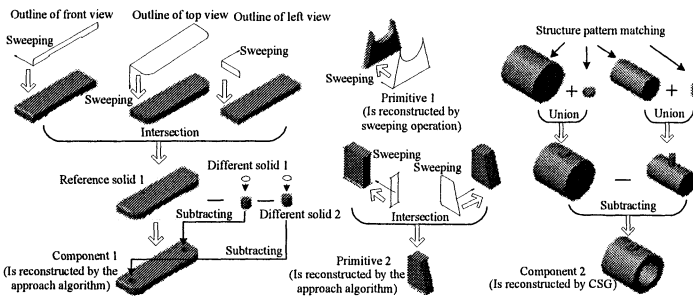 Outline of front view
Outline of top view
Outline of left view
Sweeping
Sweeping
Sweeping
Intersection
Reference solid 1
Different solid 1
Subtracting
Different solid 2
Component 1
(Is reconstructed by the
approach algorithm)
Subtracting
Sweeping
Primitive 1
(Is reconstructed by
sweeping operation)
Sweeping
Sweeping
Intersection
Primitive 2
(Is reconstructed by the
approach algorithm)
Structure pattern matching
Union
Union
Subtracting
Component 2
(Is reconstructed by CSG)